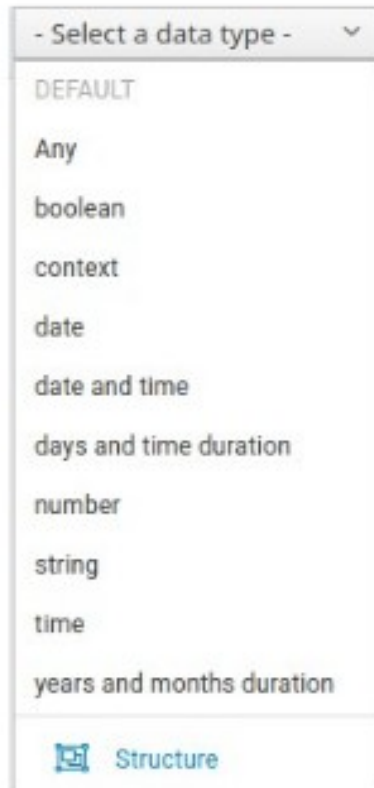 - Select a data type -
DEFAULT
Any
boolean
context
date
date and time
days and time duration
number
string
time
years and months duration
Structure